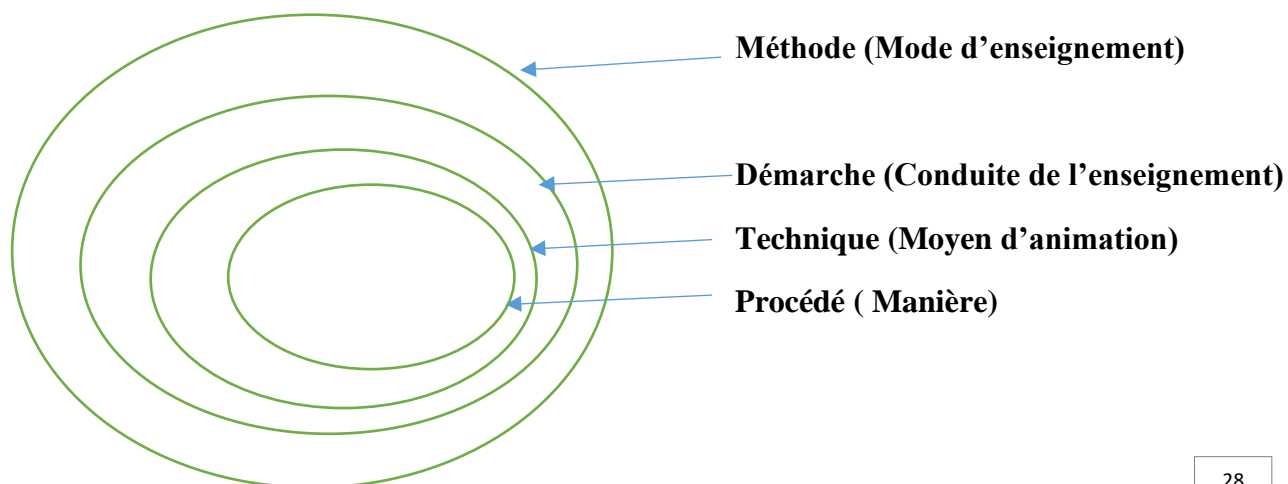 Méthode (Mode d’enseignement)
Démarche (Conduite de l’enseignement)
Technique (Moyen d’animation)
Procédé ( Manière)
28